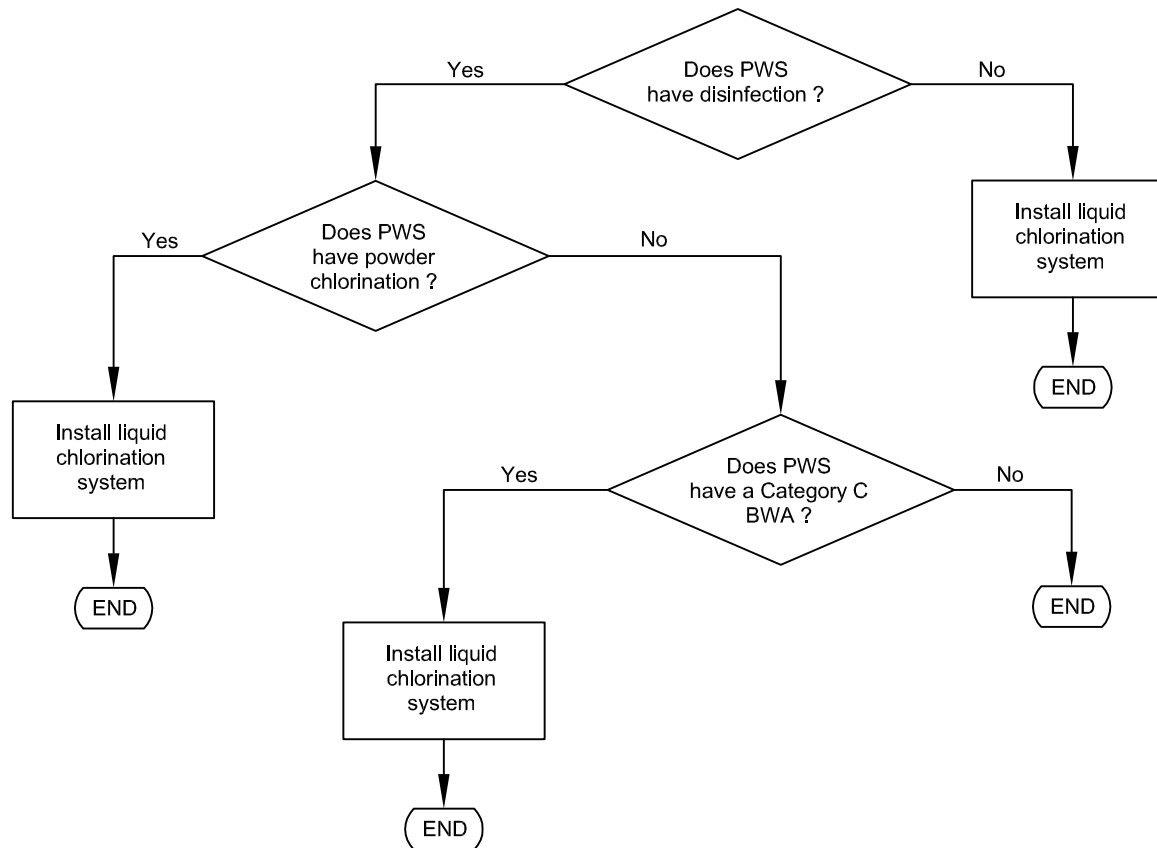 Yes
Does PWS
have disinfection ?
No
Yes
Does PWS
have powder
chlorination ?
No
Install liquid
chlorination
system
END
Install liquid
chlorination
system
END
Yes
Does PWS
have a Category C
BWA ?
No
END
Install liquid
chlorination
system
END